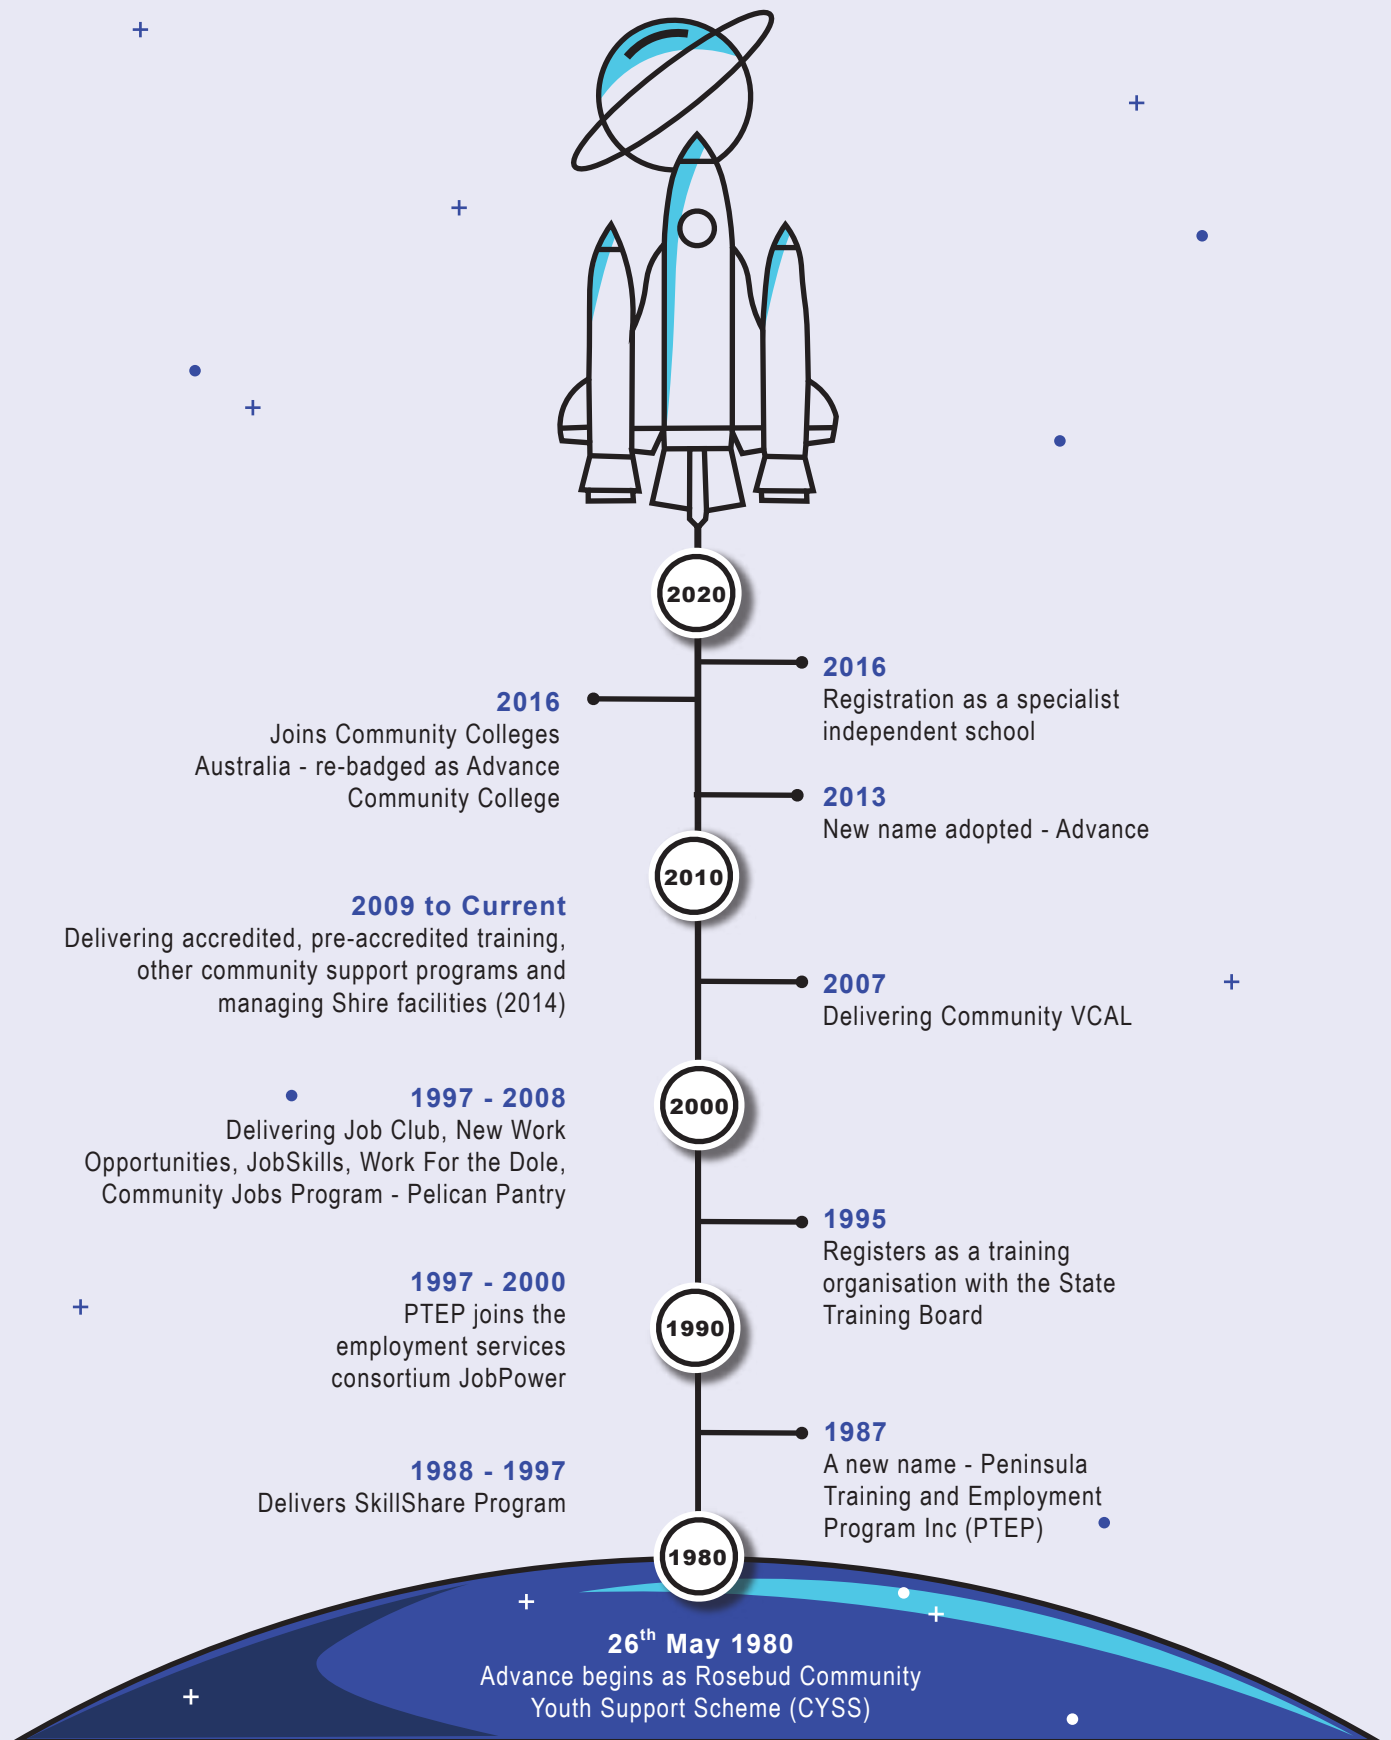 2020
2016
Registration as a specialist
independent school
2016
Joins Community Colleges
Australia - re-badged as Advance
Community College
2013
New name adopted - Advance
2010
2009 to Current
Delivering accredited, pre-accredited training,
other community support programs and
managing Shire facilities (2014)
2007
Delivering Community VCAL
2000
1997 - 2008
Delivering Job Club, New Work
Opportunities, JobSkills, Work For the Dole,
Community Jobs Program - Pelican Pantry
1995
Registers as a training
organisation with the State
Training Board
1997 - 2000
PTEP joins the
employment services
consortium JobPower
1990
1987
A new name - Peninsula
Training and Employment
Program Inc (PTEP)
1988 - 1997
Delivers SkillShare Program
1980
26th May 1980
Advance begins as Rosebud Community
Youth Support Scheme (CYSS)